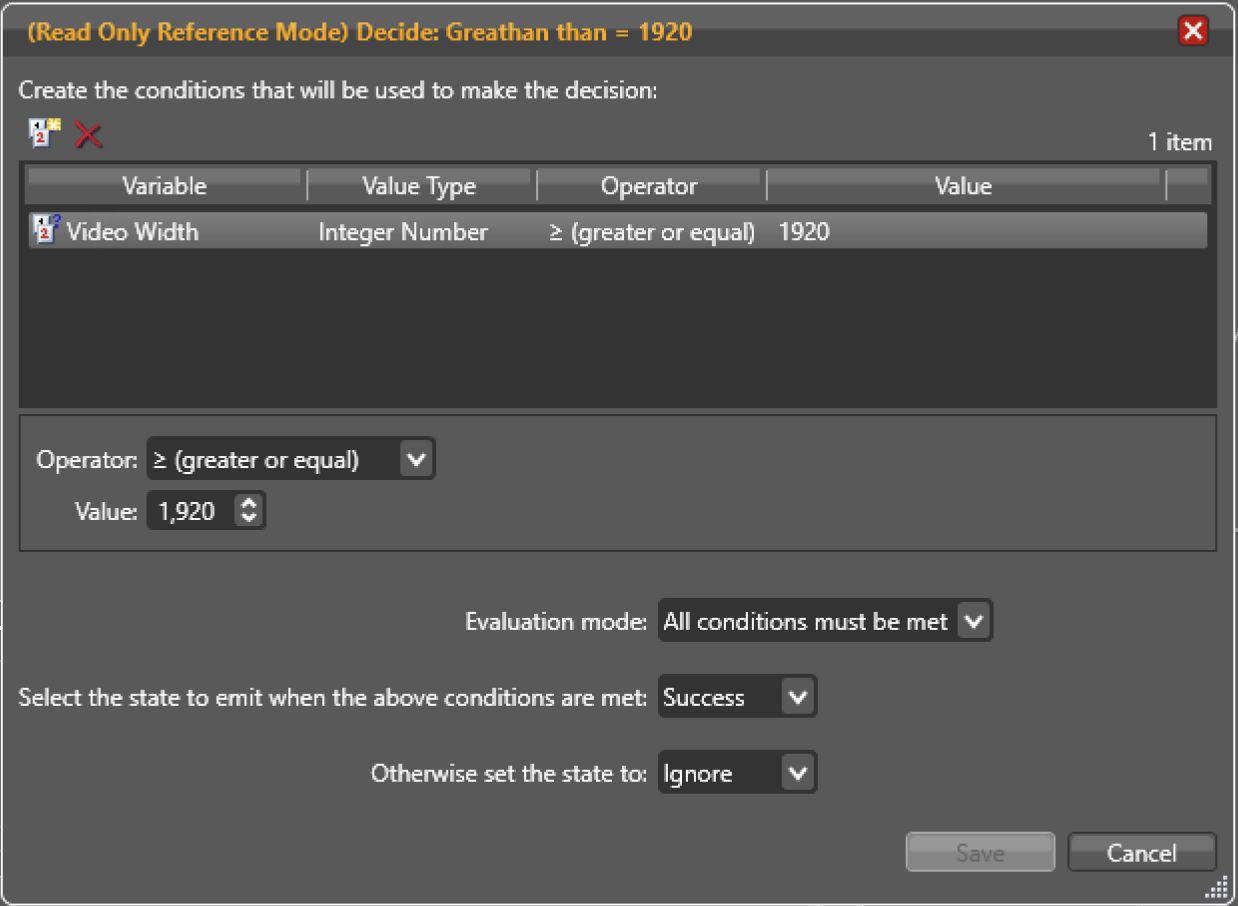 (Read Only Reference Mode) Decide: Greathan than = 1920
Create the conditions that will be used to make the decision:
1 item
Variable Value Type Operator Value
Video Width Integer Number ≥ (greater or equal) 1920
Operator: ≥ (greater or equal)
Value: 1,920
Evaluation mode: All conditions must be met
Select the state to emit when the above conditions are met: Success
Otherwise set the state to: Ignore
Save Cancel